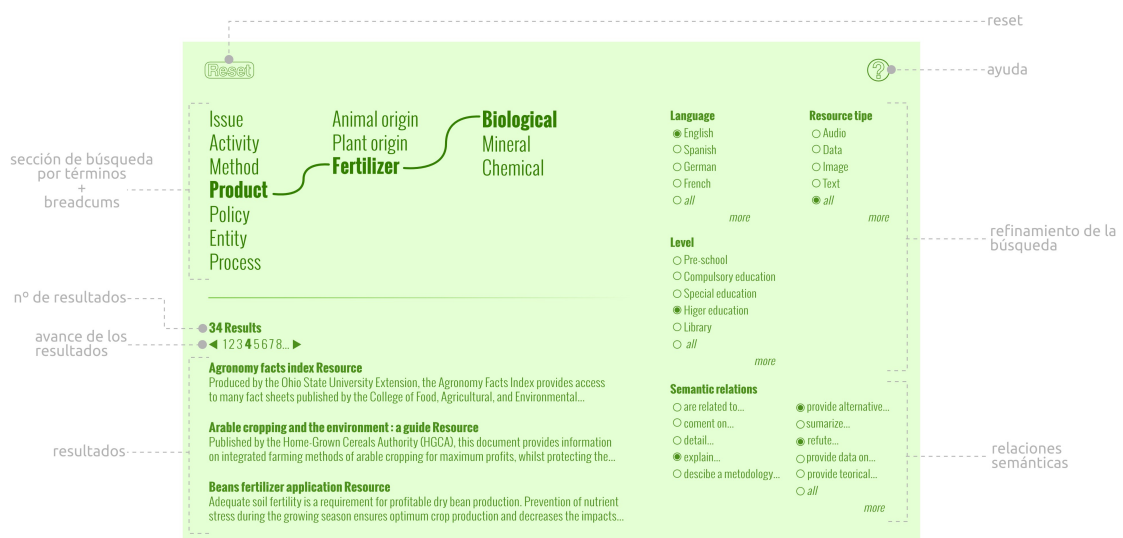 reset
Reset
?
ayuda
sección de búsqueda
por términos
+
breadcums
Issue
Activity
Method
Product
Policy
Entity
Process
Animal origin
Plant origin
Fertilizer
Biological
Mineral
Chemical
Language
English
Spanish
German
French
all
more
Resource tipe
Audio
Data
Image
Text
all
more
refinamiento de la
búsqueda
Level
Pre-school
Compulsory education
Special education
Higer education
Library
all
more
nº de resultados
34 Results
avance de los
resultados
1 2 3 4 5 6 7 8...
resultados
Agronomy facts index Resource
Produced by the Ohio State University Extension, the Agronomy Facts Index provides access
to many fact sheets published by the College of Food, Agricultural, and Environmental...
Arable cropping and the environment : a guide Resource
Published by the Home-Grown Cereals Authority (HGCA), this document provides information
on integrated farming methods of arable cropping for maximum profits, whilst protecting the...
Beans fertilizer application Resource
Adequate soil fertility is a requirement for profitable dry bean production. Prevention of nutrient
stress during the growing season ensures optimum crop production and decreases the impacts...
Semantic relations
are related to...
coment on...
detail...
explain...
descibe a metodology...
provide alternative...
sumarize...
refute...
provide data on...
provide teorical...
all
more
relaciones
semánticas